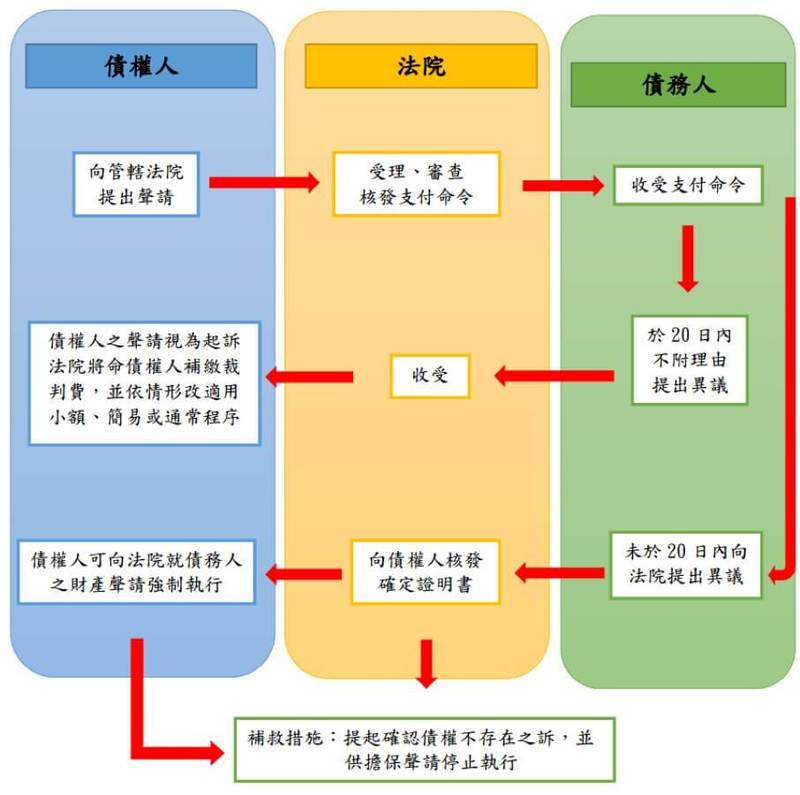 債權人
法院
債務人
向管轄法院
提出聲請
受理、審查
核發支付命令
收受支付命令
債權人之聲請視為起訴
法院將命債權人補繳裁
判費，並依情形改適用
小額、簡易或通常程序
收受
於 20 日內
不附理由
提出異議
債權人可向法院就債務人
之財產聲請強制執行
向債權人核發
確定證明書
未於 20 日內向
法院提出異議
補救措施：提起確認債權不存在之訴，並
供擔保聲請停止執行